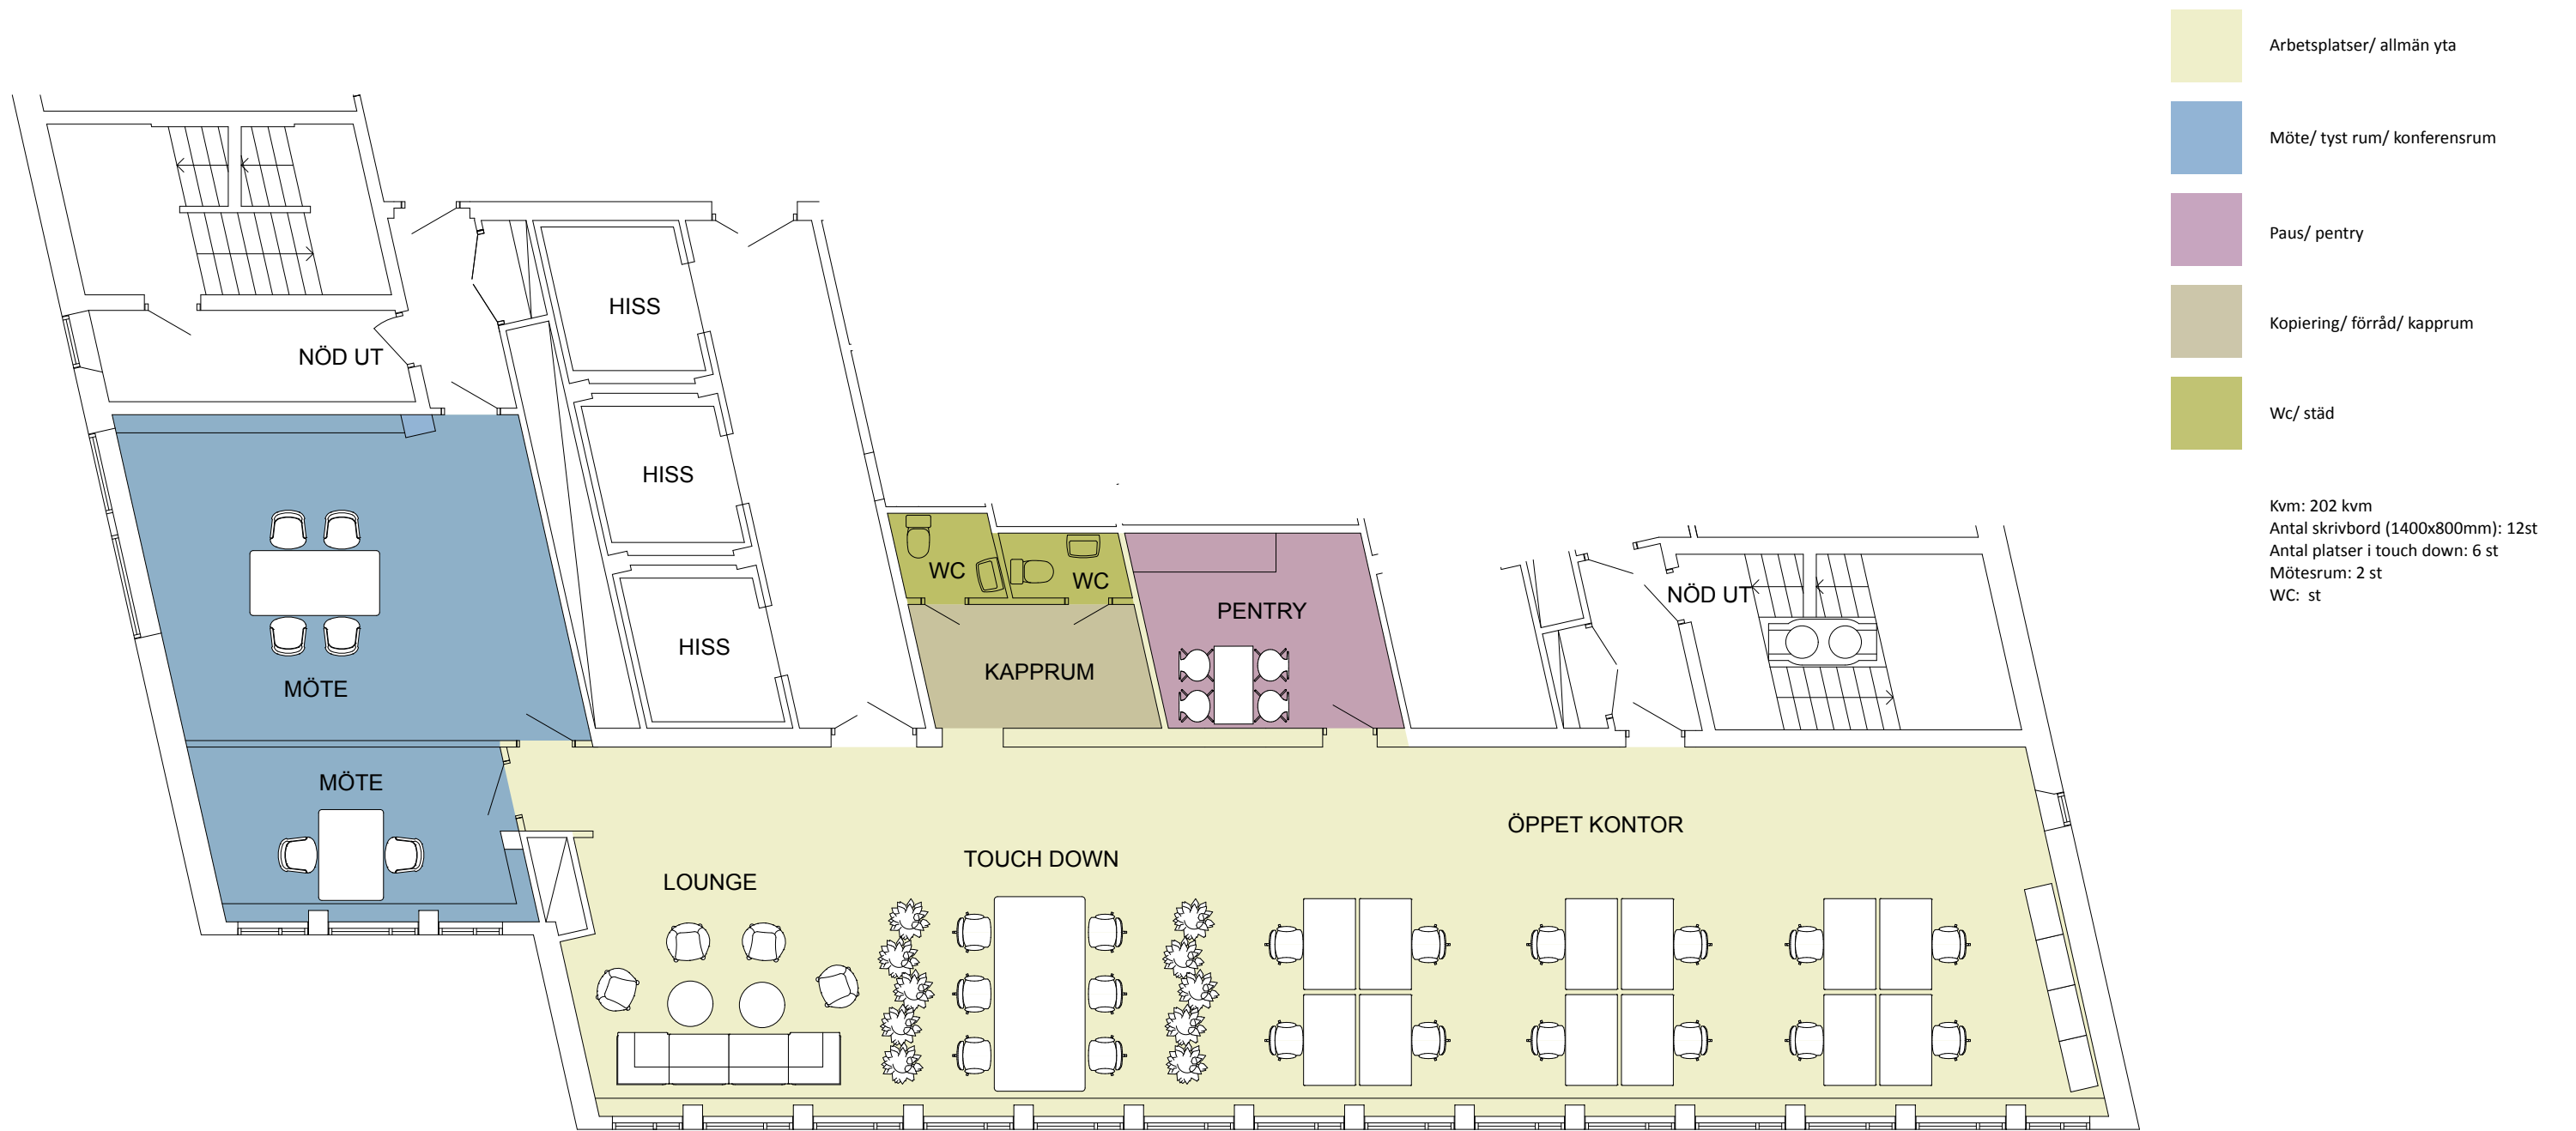 Arbetsplatser/ allmän yta
Möte/ tyst rum/ konferensrum
Paus/ pentry
Kopiering/ förråd/ kapprum
Wc/ städ
Kvm: 202 kvm
Antal skrivbord (1400x800mm): 12st
Antal platser i touch down: 6 st
Mötesrum: 2 st
WC:  st
HISS
NÖD UT
HISS
HISS
WC
WC
NÖD UT
PENTRY
KAPPRUM
MÖTE
MÖTE
ÖPPET KONTOR
TOUCH DOWN
LOUNGE